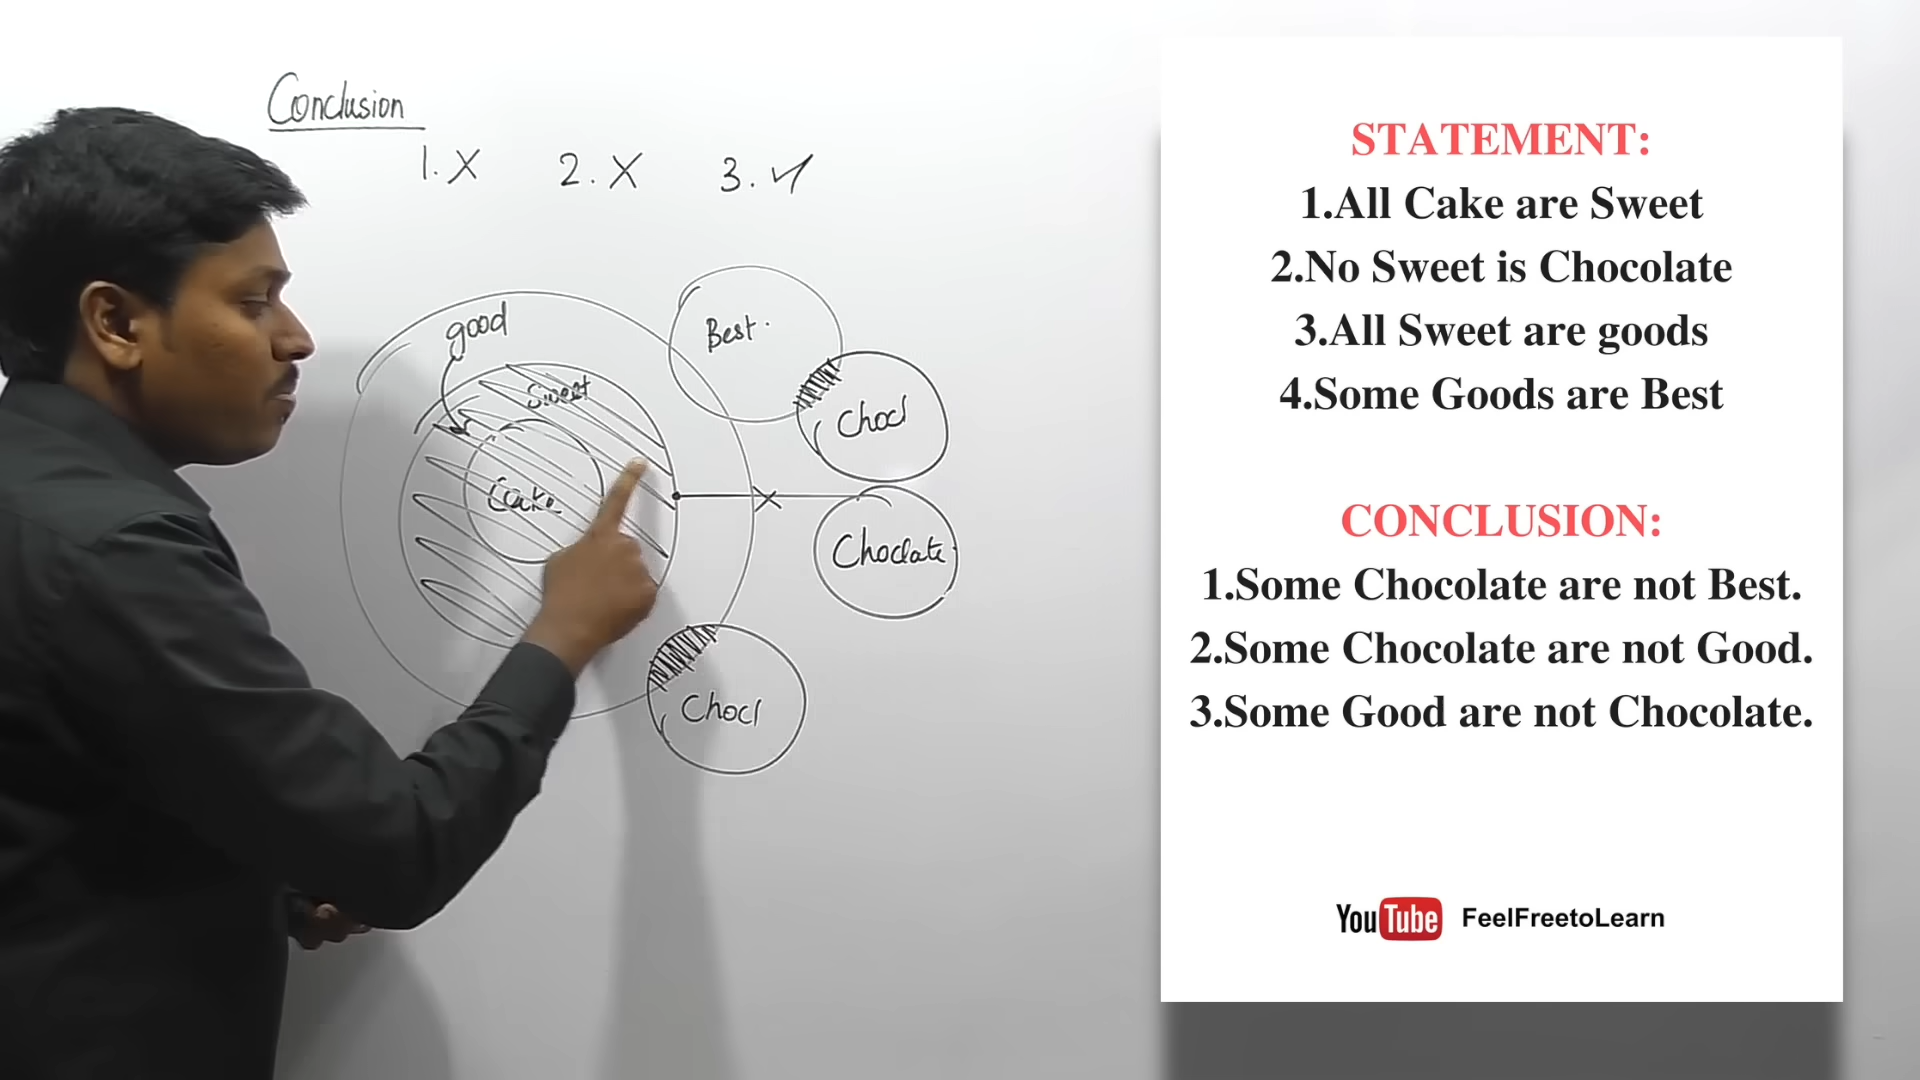 Conclusion
1. X 2. X 3. ✓
good
Best.
Sweet
Chocl
Cake
Choclate
Chocl
STATEMENT:
1.All Cake are Sweet
2.No Sweet is Chocolate
3.All Sweet are goods
4.Some Goods are Best
CONCLUSION:
1.Some Chocolate are not Best.
2.Some Chocolate are not Good.
3.Some Good are not Chocolate.
YouTube FeelFreetoLearn